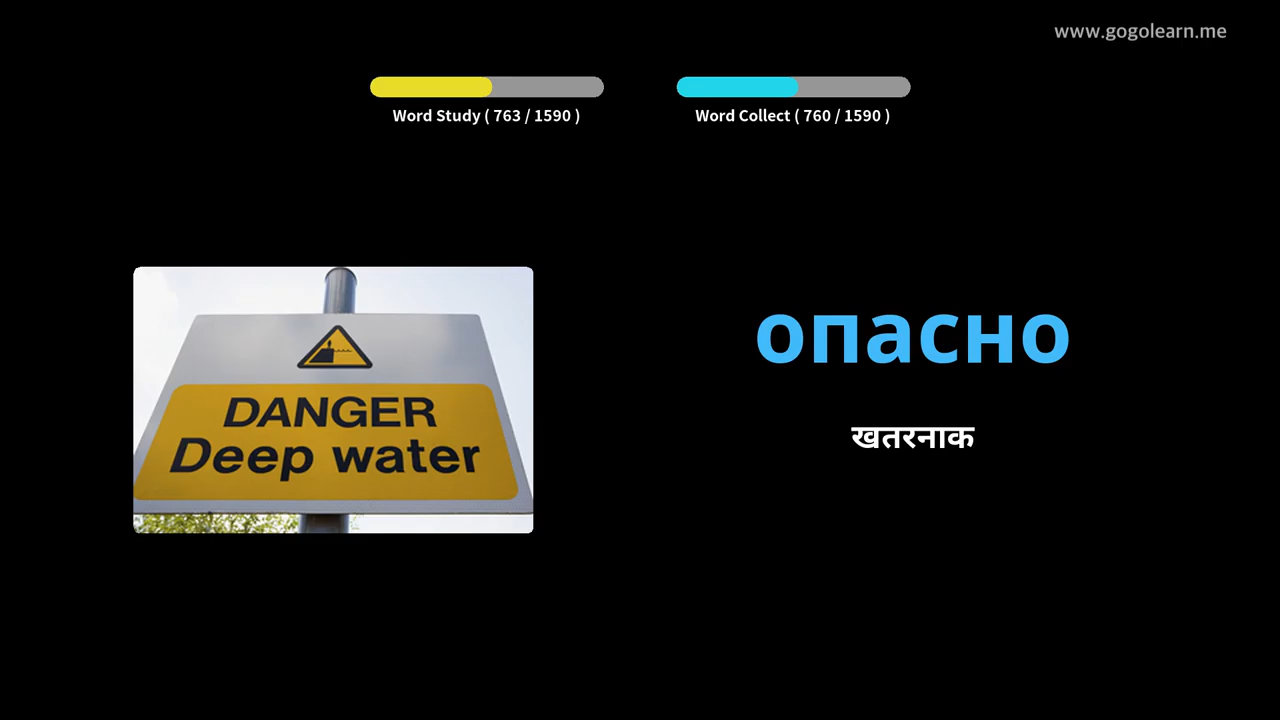 www.gogolearn.me
Word Study ( 763 / 1590 )
Word Collect ( 760 / 1590 )
DANGER
Deep water
опасно
खतरनाक